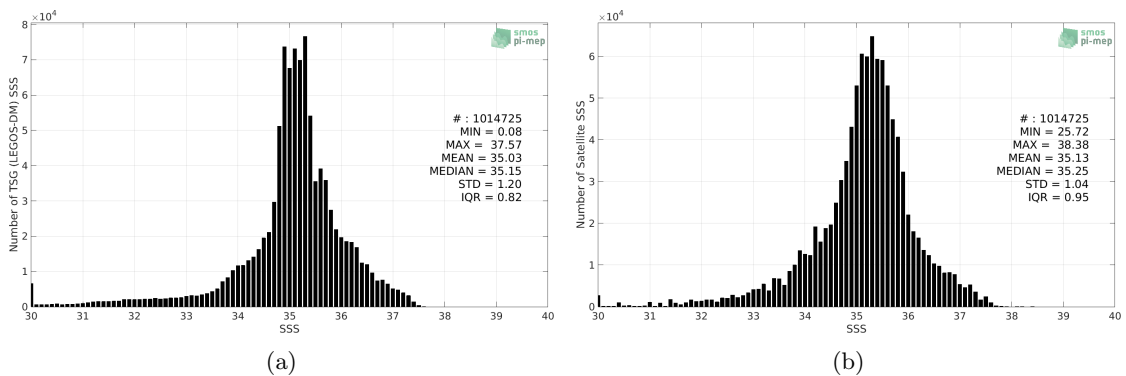 ×10⁴
8
7
6
5
4
3
2
1
0
Number of TSG (LEGOS-DM) SSS
30 31 32 33 34 35 36 37 38 39 40
SSS
smos
pi-mep
# : 1014725
MIN = 0.08
MAX = 37.57
MEAN = 35.03
MEDIAN = 35.15
STD = 1.20
IQR = 0.82
(a)
×10⁴
6
5
4
3
2
1
0
Number of Satellite SSS
30 31 32 33 34 35 36 37 38 39 40
SSS
smos
pi-mep
# : 1014725
MIN = 25.72
MAX = 38.38
MEAN = 35.13
MEDIAN = 35.25
STD = 1.04
IQR = 0.95
(b)